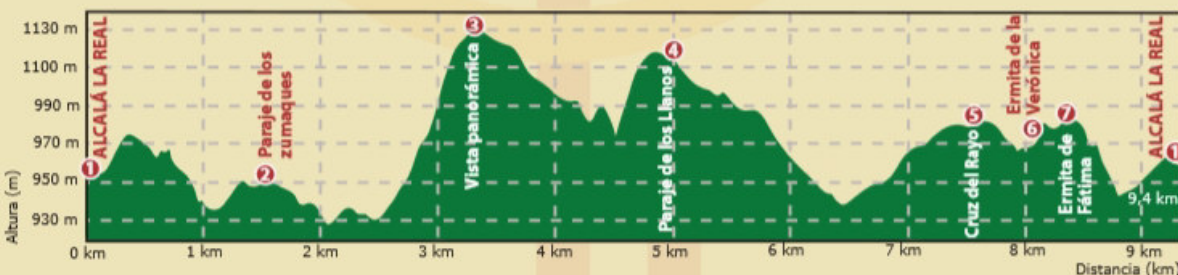 1130 m
1100 m
990 m
970 m
950 m
930 m
Altura (m)
1
ALCALÁ LA REAL
2
Paraje de los
zumaques
3
Vista panorámica
4
Paraje de los Llanos
5
Cruz del Rayo
Ermita de la
Verónica
6
7
Ermita de
Fátima
ALCALÁ LA REAL
1
9,4 km
0 km
1 km
2 km
3 km
4 km
5 km
6 km
7 km
8 km
9 km
Distancia (km)